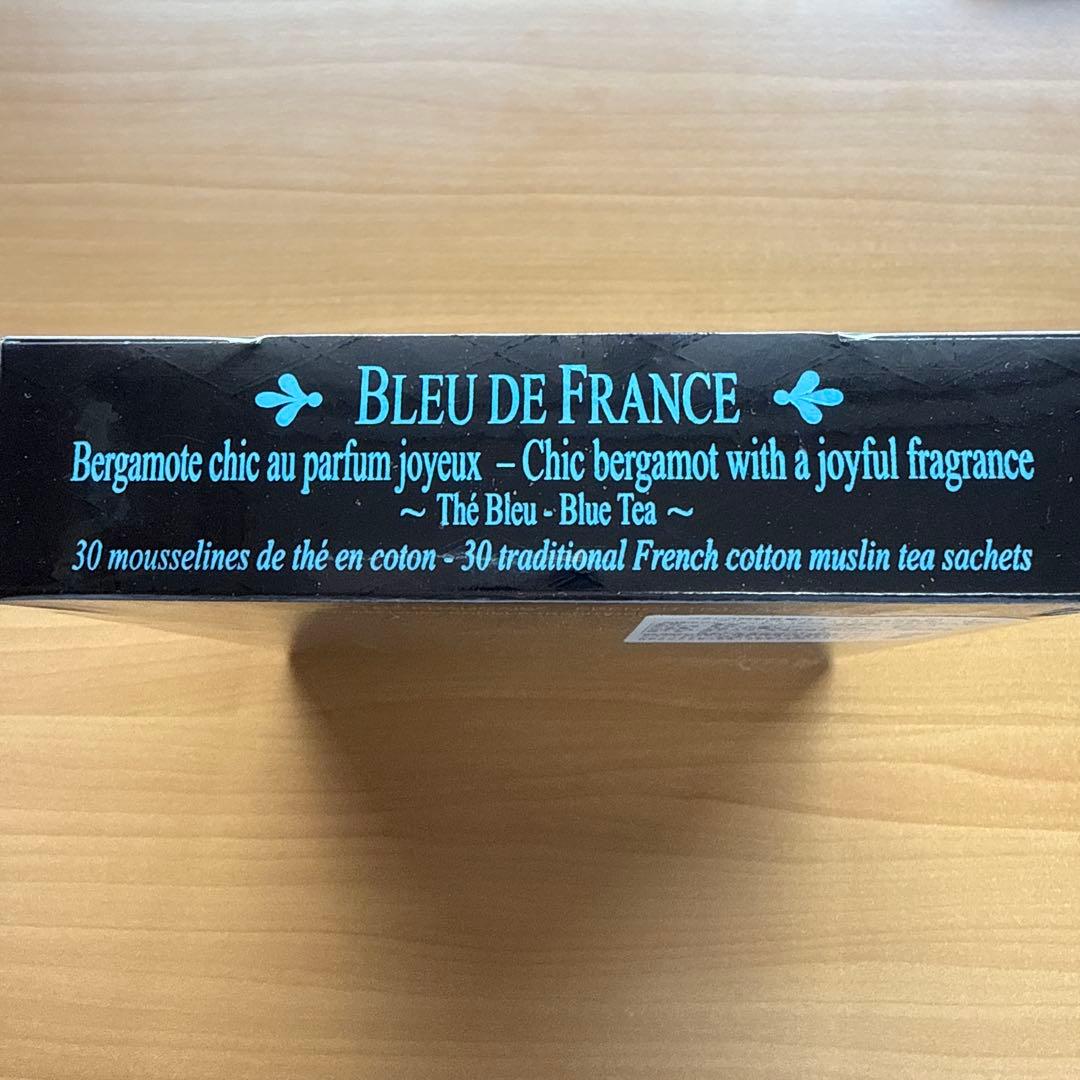 BLEU DE FRANCE
Bergamote chic au parfum joyeux – Chic bergamot with a joyful fragrance
~ Thé Bleu - Blue Tea ~
30 mousselines de thé en coton - 30 traditional French cotton muslin tea sachets